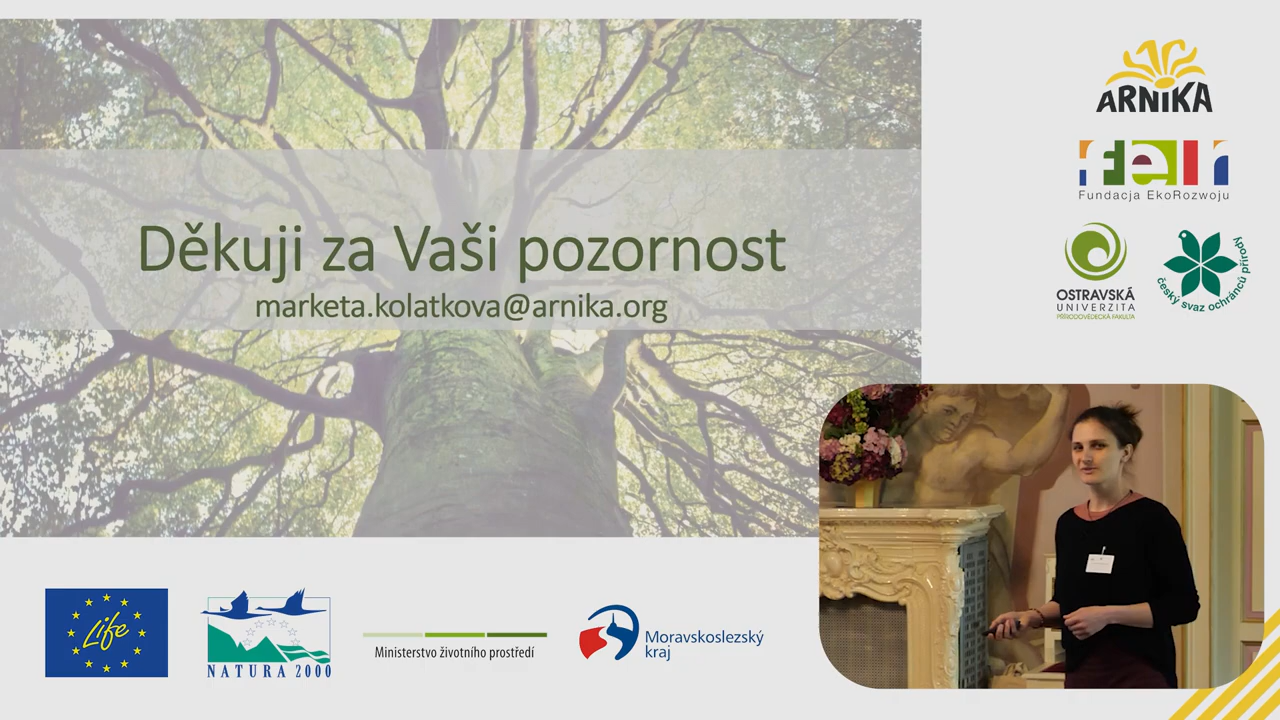 Děkuji za Vaši pozornost
marketa.kolatkova@arnika.org
ARNIKA
feer
Fundacja EkoRozwoju
OSTRAVSKÁ
UNIVERZITA
PŘÍRODOVĚDECKÁ FAKULTA
český svaz ochránců přírody
Life
NATURA 2000
Ministerstvo životního prostředí
Moravskoslezský
kraj